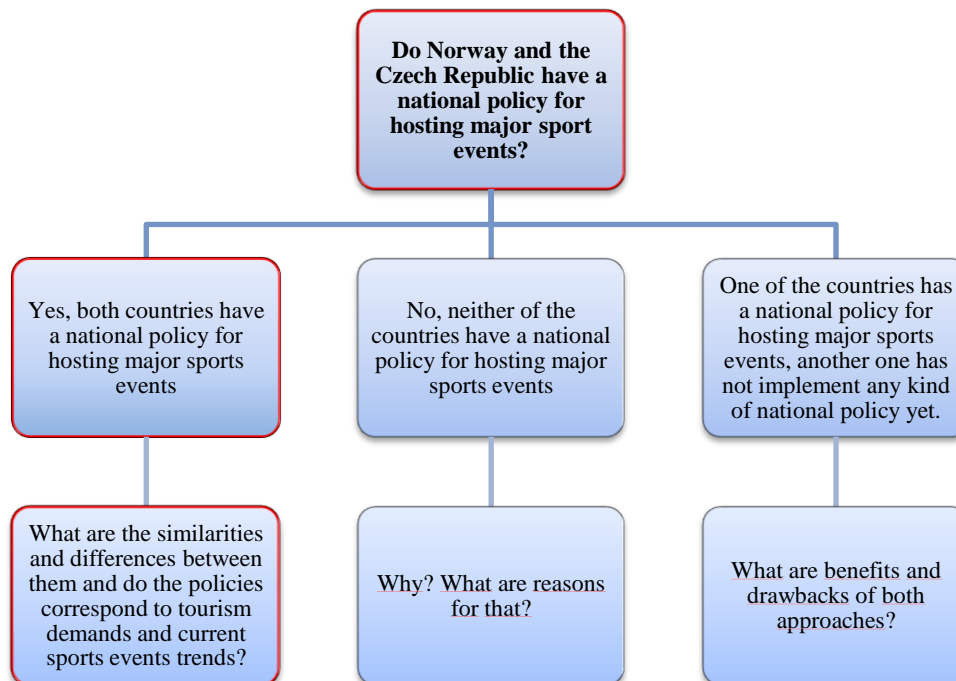 Do Norway and the
Czech Republic have a
national policy for
hosting major sport
events?
Yes, both countries have
a national policy for
hosting major sports
events
No, neither of the
countries have a national
policy for hosting major
sports events
One of the countries has
a national policy for
hosting major sports
events, another one has
not implement any kind
of national policy yet.
What are the similarities
and differences between
them and do the policies
correspond to tourism
demands and current
sports events trends?
Why? What are reasons
for that?
What are benefits and
drawbacks of both
approaches?